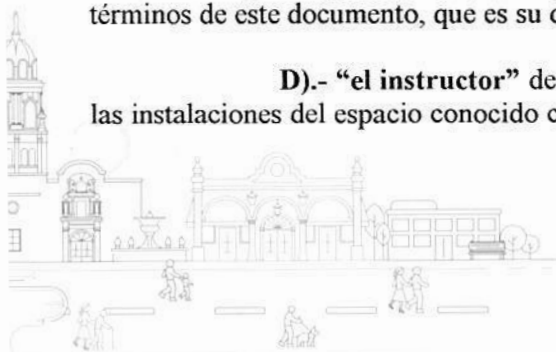 términos de este documento, que es su
D).- “el instructor” de
las instalaciones del espacio conocido